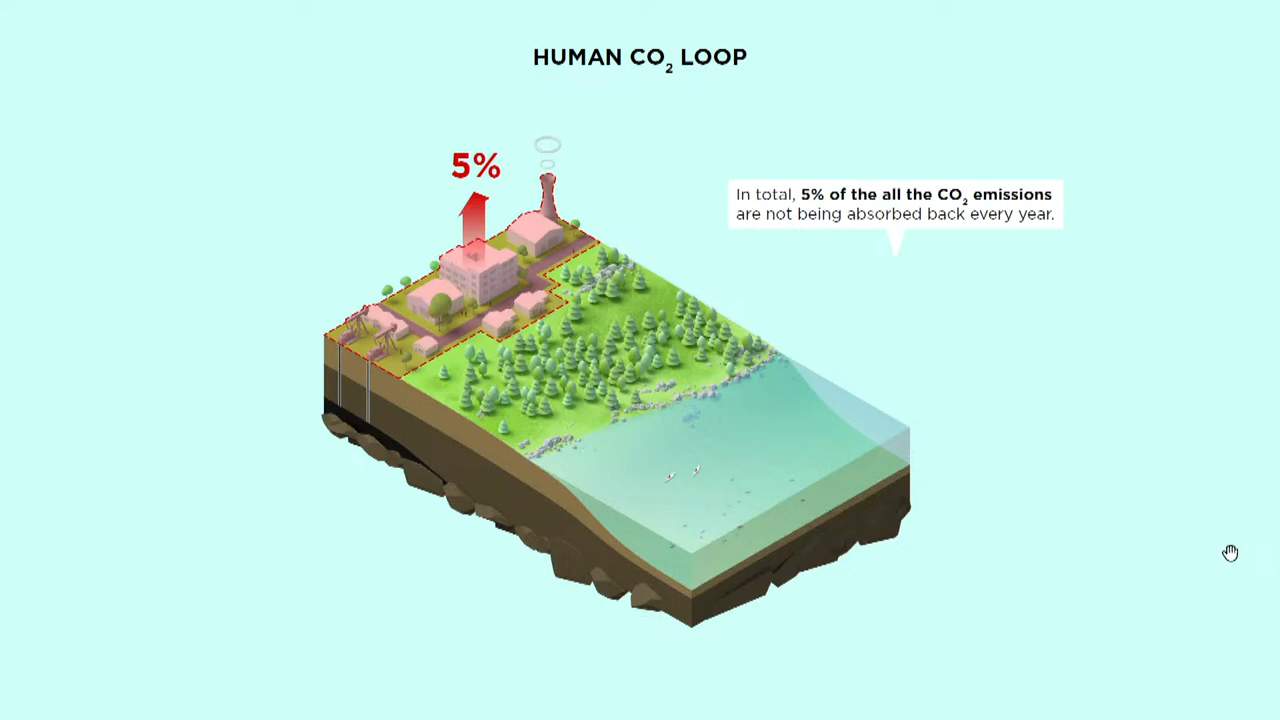 HUMAN CO₂ LOOP
5%
In total, 5% of the all the CO₂ emissions
are not being absorbed back every year.